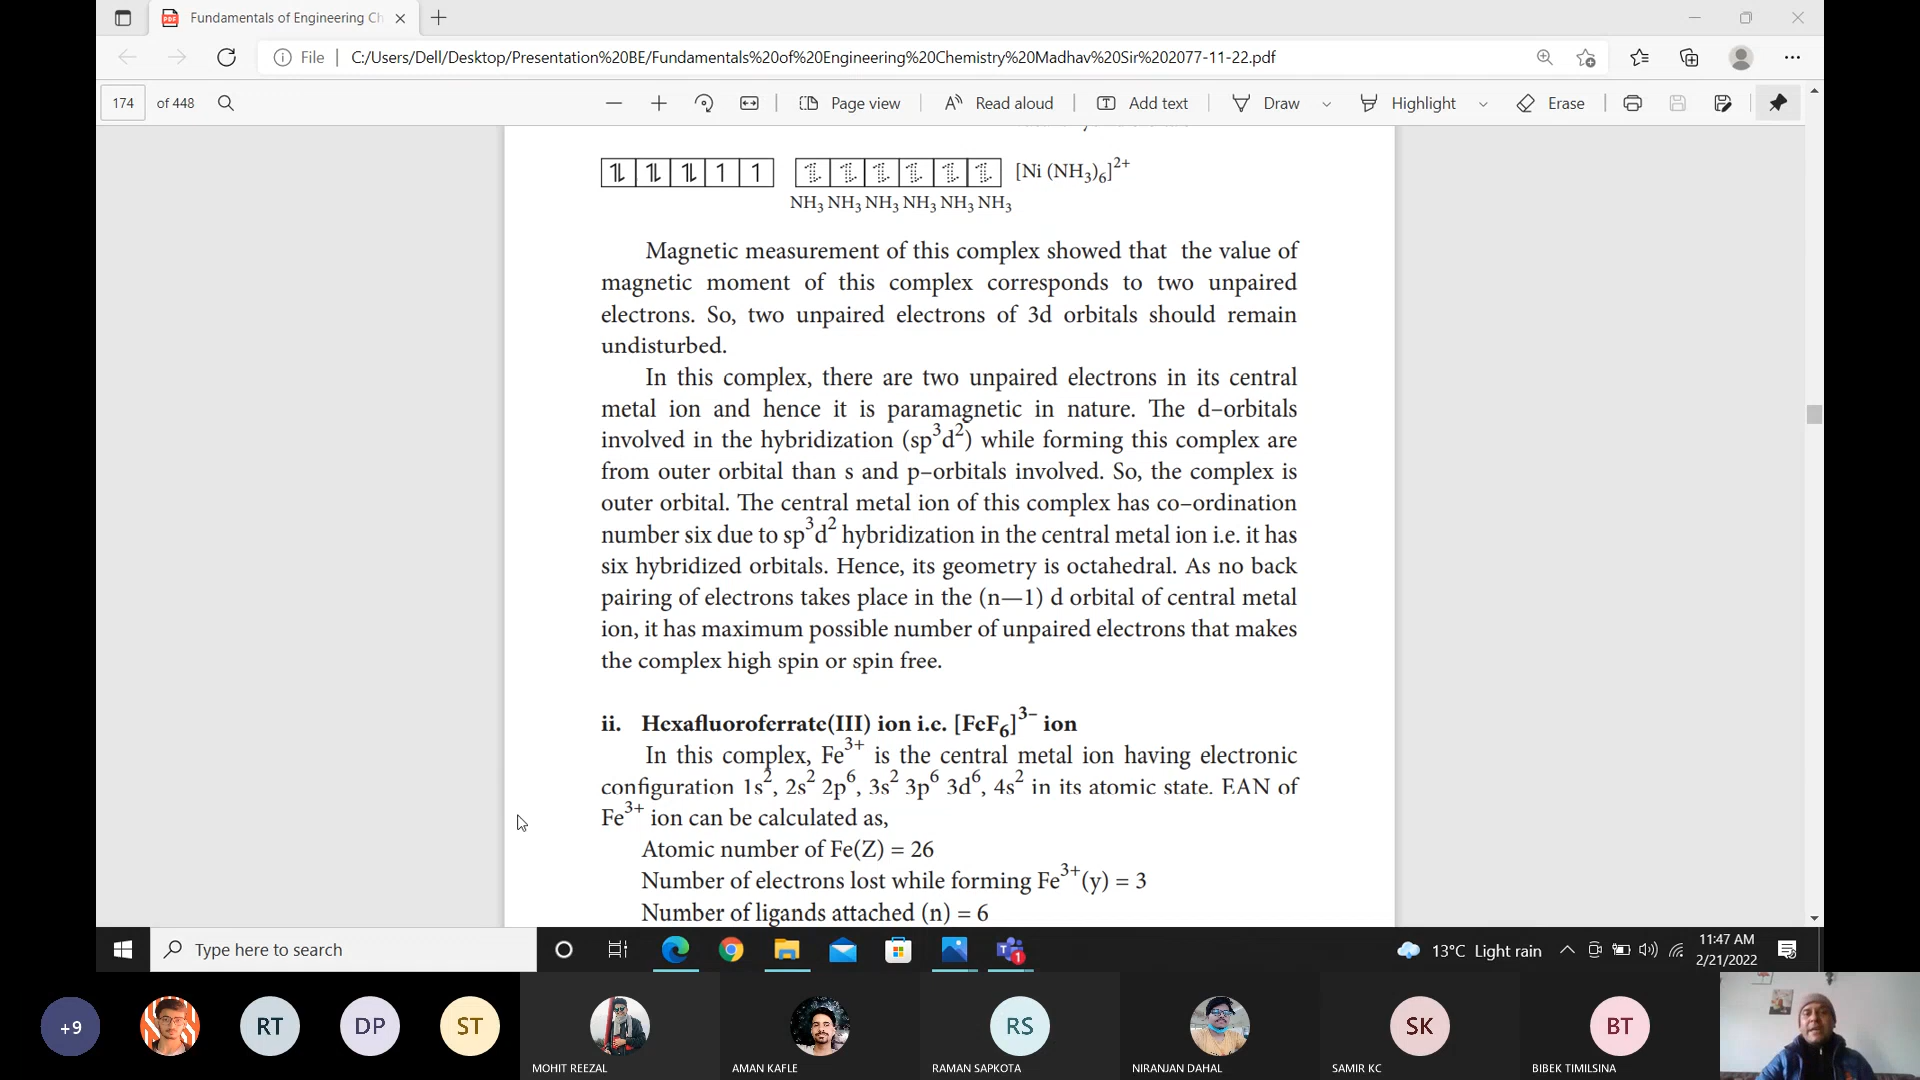 Fundamentals of Engineering Ch
File
C:/Users/Dell/Desktop/Presentation%20BE/Fundamentals%20of%20Engineering%20Chemistry%20Madhav%20Sir%202077-11-22.pdf
174 of 448
Page view
Read aloud
Add text
Draw
Highlight
Erase
[Ni (NH₃)₆]²⁺
NH₃ NH₃ NH₃ NH₃ NH₃ NH₃
Magnetic measurement of this complex showed that the value of
magnetic moment of this complex corresponds to two unpaired
electrons. So, two unpaired electrons of 3d orbitals should remain
undisturbed.
In this complex, there are two unpaired electrons in its central
metal ion and hence it is paramagnetic in nature. The d–orbitals
involved in the hybridization (sp³d²) while forming this complex are
from outer orbital than s and p–orbitals involved. So, the complex is
outer orbital. The central metal ion of this complex has co–ordination
number six due to sp³d² hybridization in the central metal ion i.e. it has
six hybridized orbitals. Hence, its geometry is octahedral. As no back
pairing of electrons takes place in the (n—1) d orbital of central metal
ion, it has maximum possible number of unpaired electrons that makes
the complex high spin or spin free.
ii. Hexafluoroferrate(III) ion i.e. [FeF₆]³⁻ ion
In this complex, Fe³⁺ is the central metal ion having electronic
configuration 1s², 2s² 2p⁶, 3s² 3p⁶ 3d⁶, 4s² in its atomic state. EAN of
Fe³⁺ ion can be calculated as,
Atomic number of Fe(Z) = 26
Number of electrons lost while forming Fe³⁺(y) = 3
Number of ligands attached (n) = 6
Type here to search
1
13°C Light rain
11:47 AM
2/21/2022
+9
RT
DP
ST
RS
SK
BT
MOHIT REEZAL
AMAN KAFLE
RAMAN SAPKOTA
NIRANJAN DAHAL
SAMIR KC
BIBEK TIMILSINA